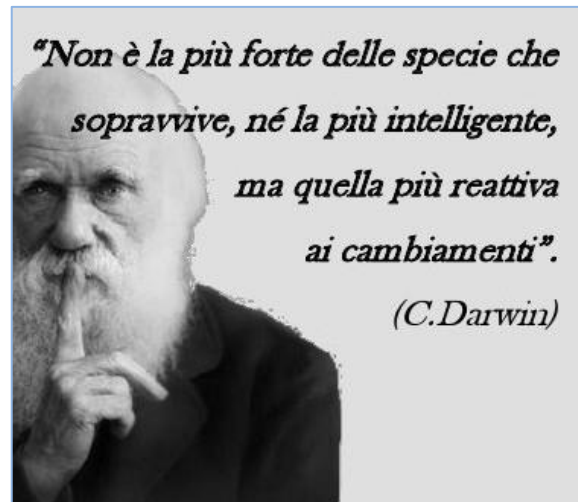 “Non è la più forte delle specie che
sopravvive, né la più intelligente,
ma quella più reattiva
ai cambiamenti”.
(C.Darwin)